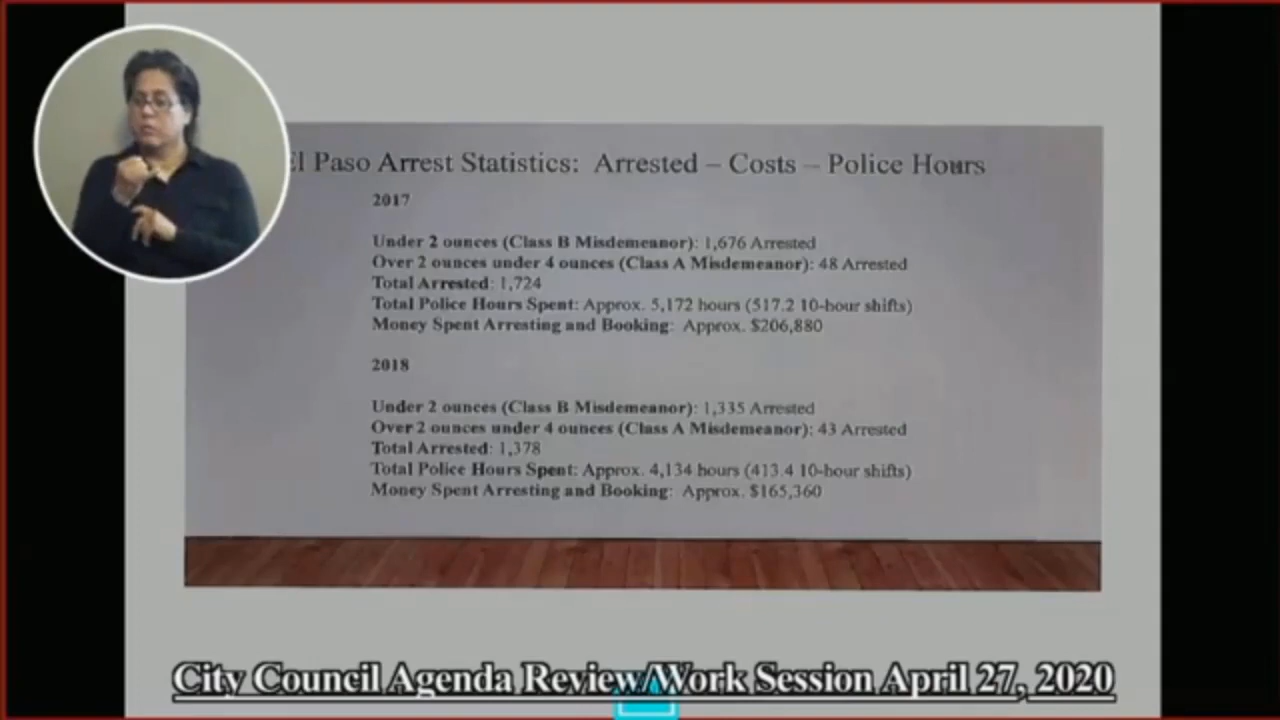 El Paso Arrest Statistics: Arrested – Costs – Police Hours
2017
Under 2 ounces (Class B Misdemeanor): 1,676 Arrested
Over 2 ounces under 4 ounces (Class A Misdemeanor): 48 Arrested
Total Arrested: 1,724
Total Police Hours Spent: Approx. 5,172 hours (517.2 10-hour shifts)
Money Spent Arresting and Booking: Approx. $206,880
2018
Under 2 ounces (Class B Misdemeanor): 1,335 Arrested
Over 2 ounces under 4 ounces (Class A Misdemeanor): 43 Arrested
Total Arrested: 1,378
Total Police Hours Spent: Approx. 4,134 hours (413.4 10-hour shifts)
Money Spent Arresting and Booking: Approx. $165,360
City Council Agenda Review/Work Session April 27, 2020